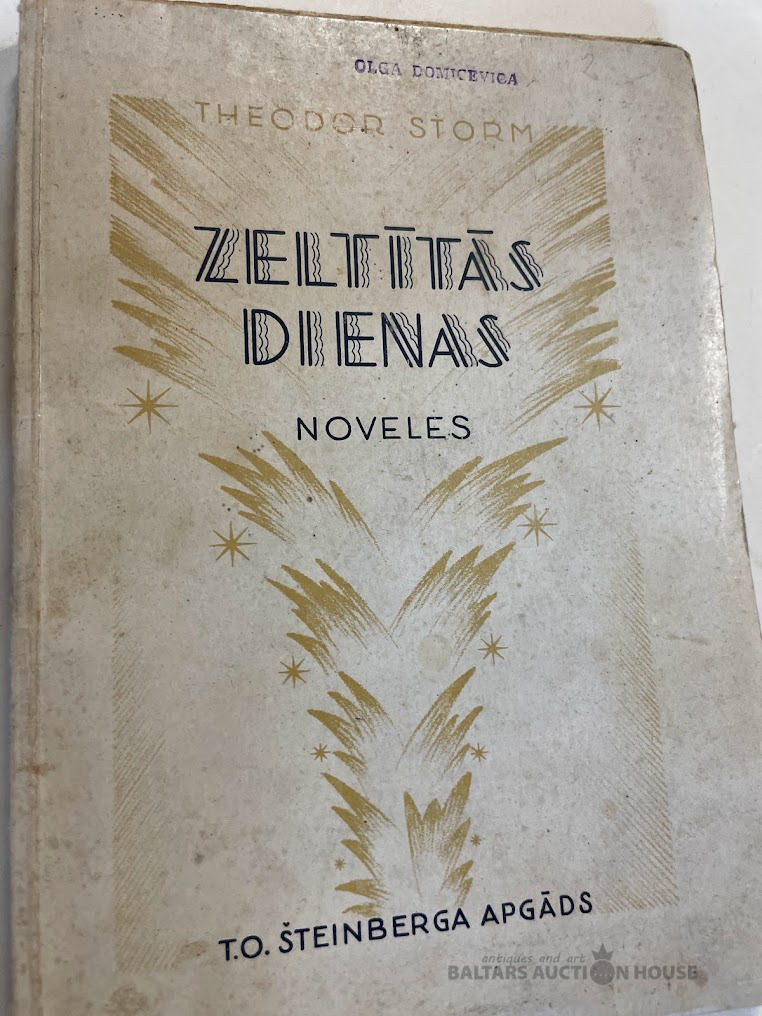 OLGA DOMICEVICA
THEODOR STORM
ZELTĪTĀS
DIENAS
NOVELES
T.O. ŠTEINBERGA APGĀDS
antiques and art
BALTARS AUCTION HOUSE